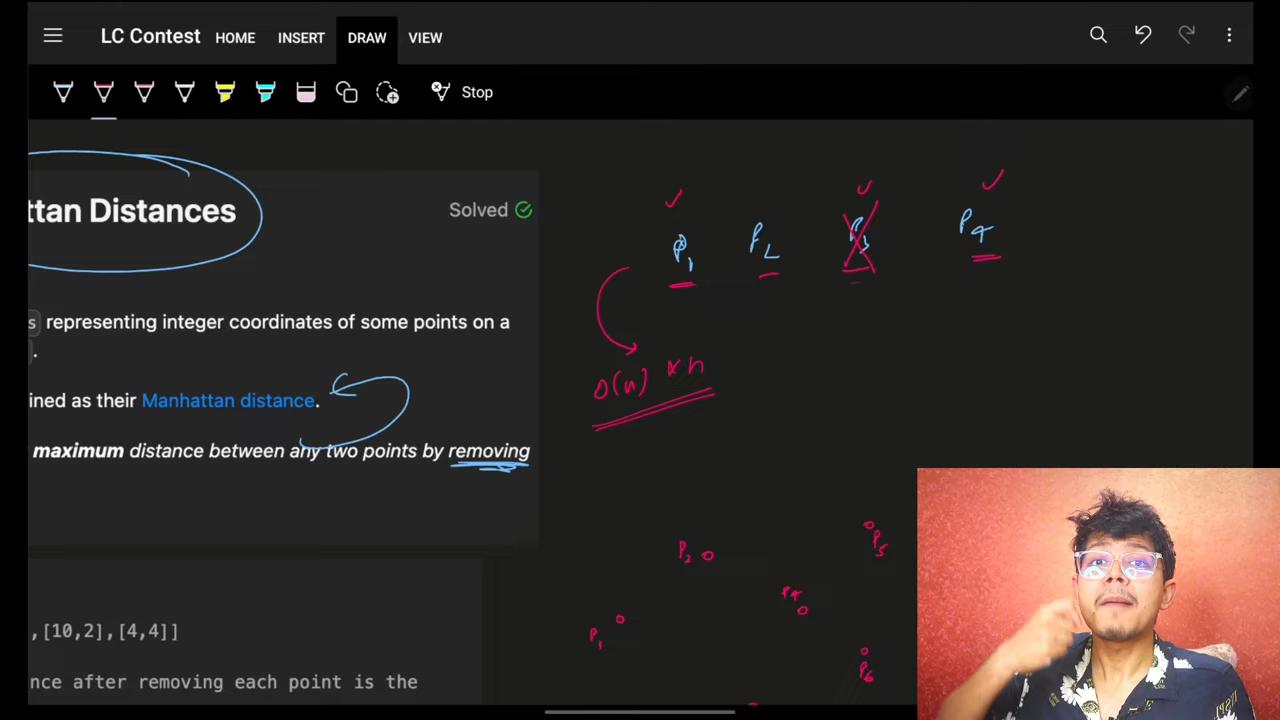 LC Contest HOME INSERT DRAW VIEW
Stop
ttan Distances
Solved
s representing integer coordinates of some points on a
.
ined as their Manhattan distance.
maximum distance between any two points by removing
,[10,2],[4,4]]
nce after removing each point is the
P1 P2 P3 P4
O(n) x n
P5
P2
P4
P1
P6